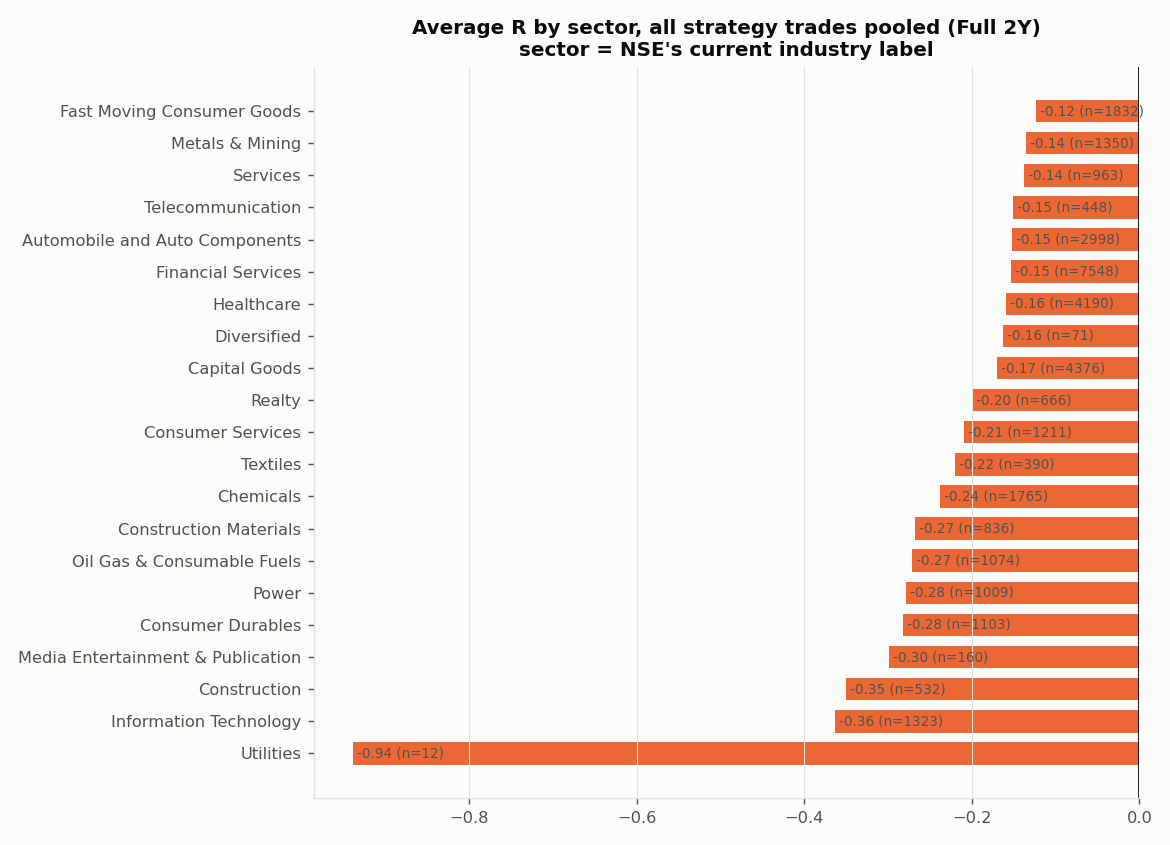 Average R by sector, all strategy trades pooled (Full 2Y)
sector = NSE's current industry label
Fast Moving Consumer Goods -0.12 (n=1832)
Metals & Mining -0.14 (n=1350)
Services -0.14 (n=963)
Telecommunication -0.15 (n=448)
Automobile and Auto Components -0.15 (n=2998)
Financial Services -0.15 (n=7548)
Healthcare -0.16 (n=4190)
Diversified -0.16 (n=71)
Capital Goods -0.17 (n=4376)
Realty -0.20 (n=666)
Consumer Services -0.21 (n=1211)
Textiles -0.22 (n=390)
Chemicals -0.24 (n=1765)
Construction Materials -0.27 (n=836)
Oil Gas & Consumable Fuels -0.27 (n=1074)
Power -0.28 (n=1009)
Consumer Durables -0.28 (n=1103)
Media Entertainment & Publication -0.30 (n=160)
Construction -0.35 (n=532)
Information Technology -0.36 (n=1323)
Utilities -0.94 (n=12)
−0.8 −0.6 −0.4 −0.2 0.0